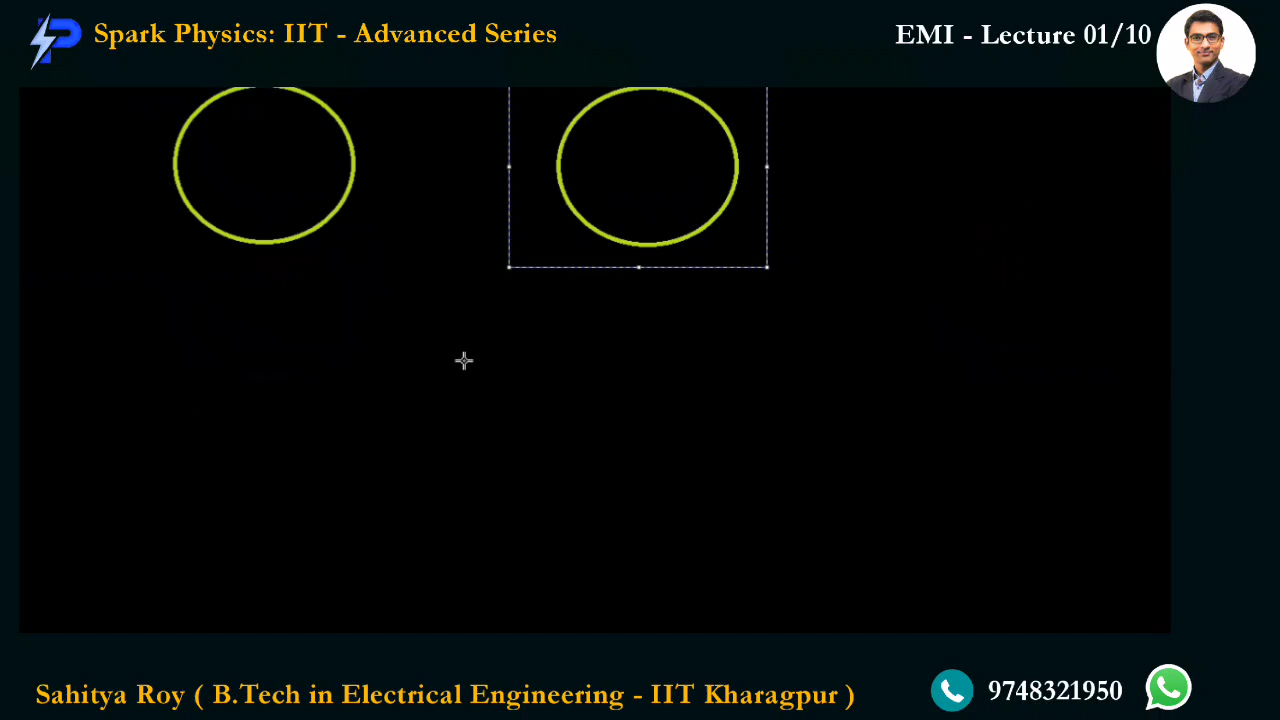 Spark Physics: IIT - Advanced Series
EMI - Lecture 01/10
Sahitya Roy ( B.Tech in Electrical Engineering - IIT Kharagpur )
9748321950